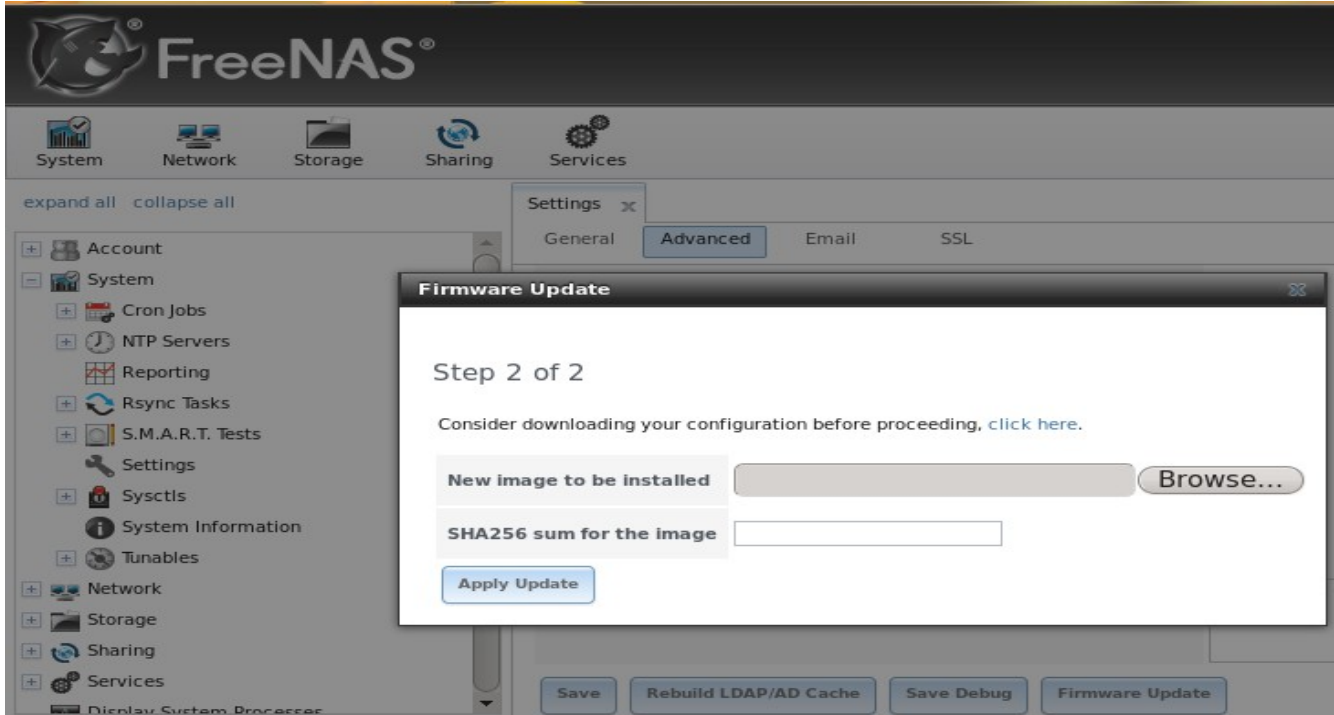 FreeNAS®
System Network Storage Sharing Services
expand all collapse all
Settings
General Advanced Email SSL
Account
System
Cron Jobs
NTP Servers
Reporting
Rsync Tasks
S.M.A.R.T. Tests
Settings
Sysctls
System Information
Tunables
Network
Storage
Sharing
Services
Display System Processes
Firmware Update
Step 2 of 2
Consider downloading your configuration before proceeding, click here.
New image to be installed Browse...
SHA256 sum for the image
Apply Update
Save Rebuild LDAP/AD Cache Save Debug Firmware Update